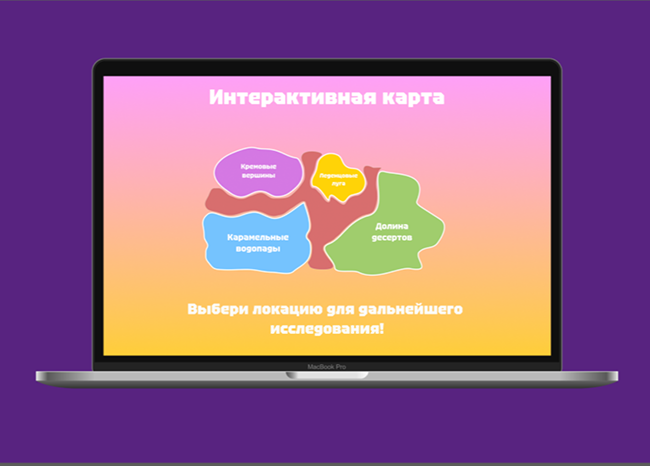 Интерактивная карта
Кремовые
вершины
Леденцовые
луга
Карамельные
водопады
Долина
десертов
Выбери локацию для дальнейшего
исследования!
MacBook Pro